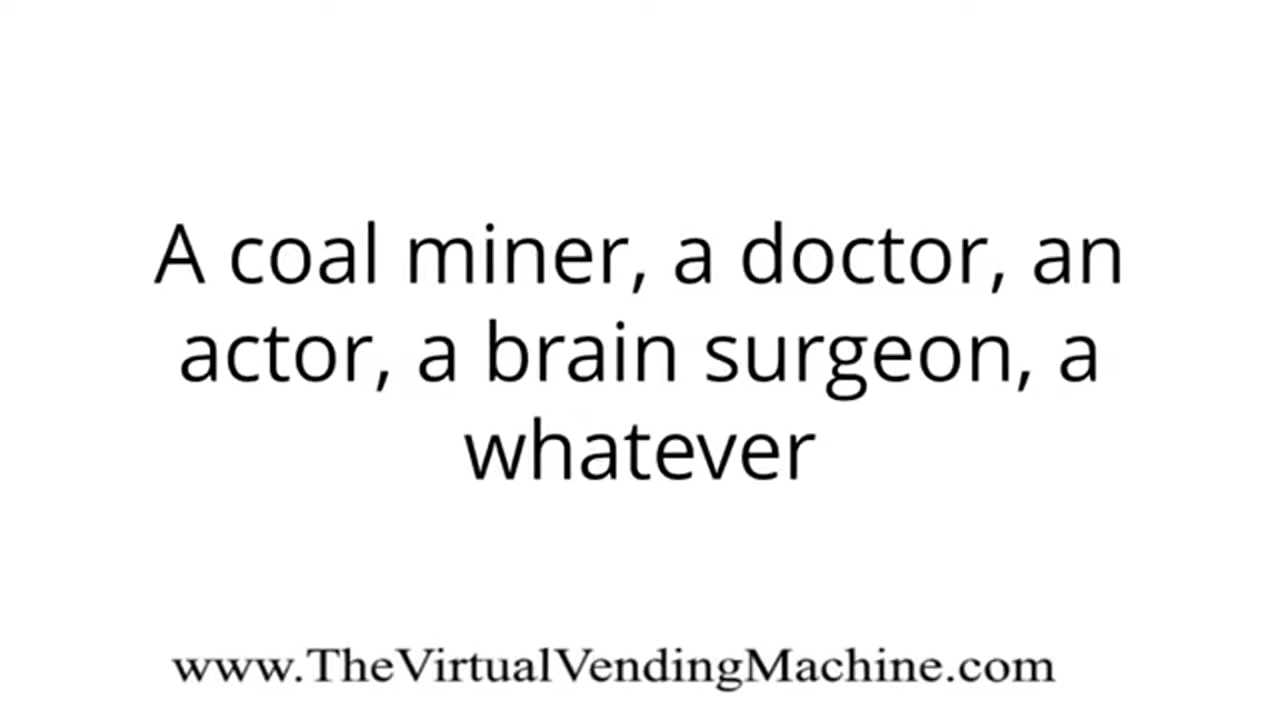 A coal miner, a doctor, an
actor, a brain surgeon, a
whatever
www.TheVirtualVendingMachine.com